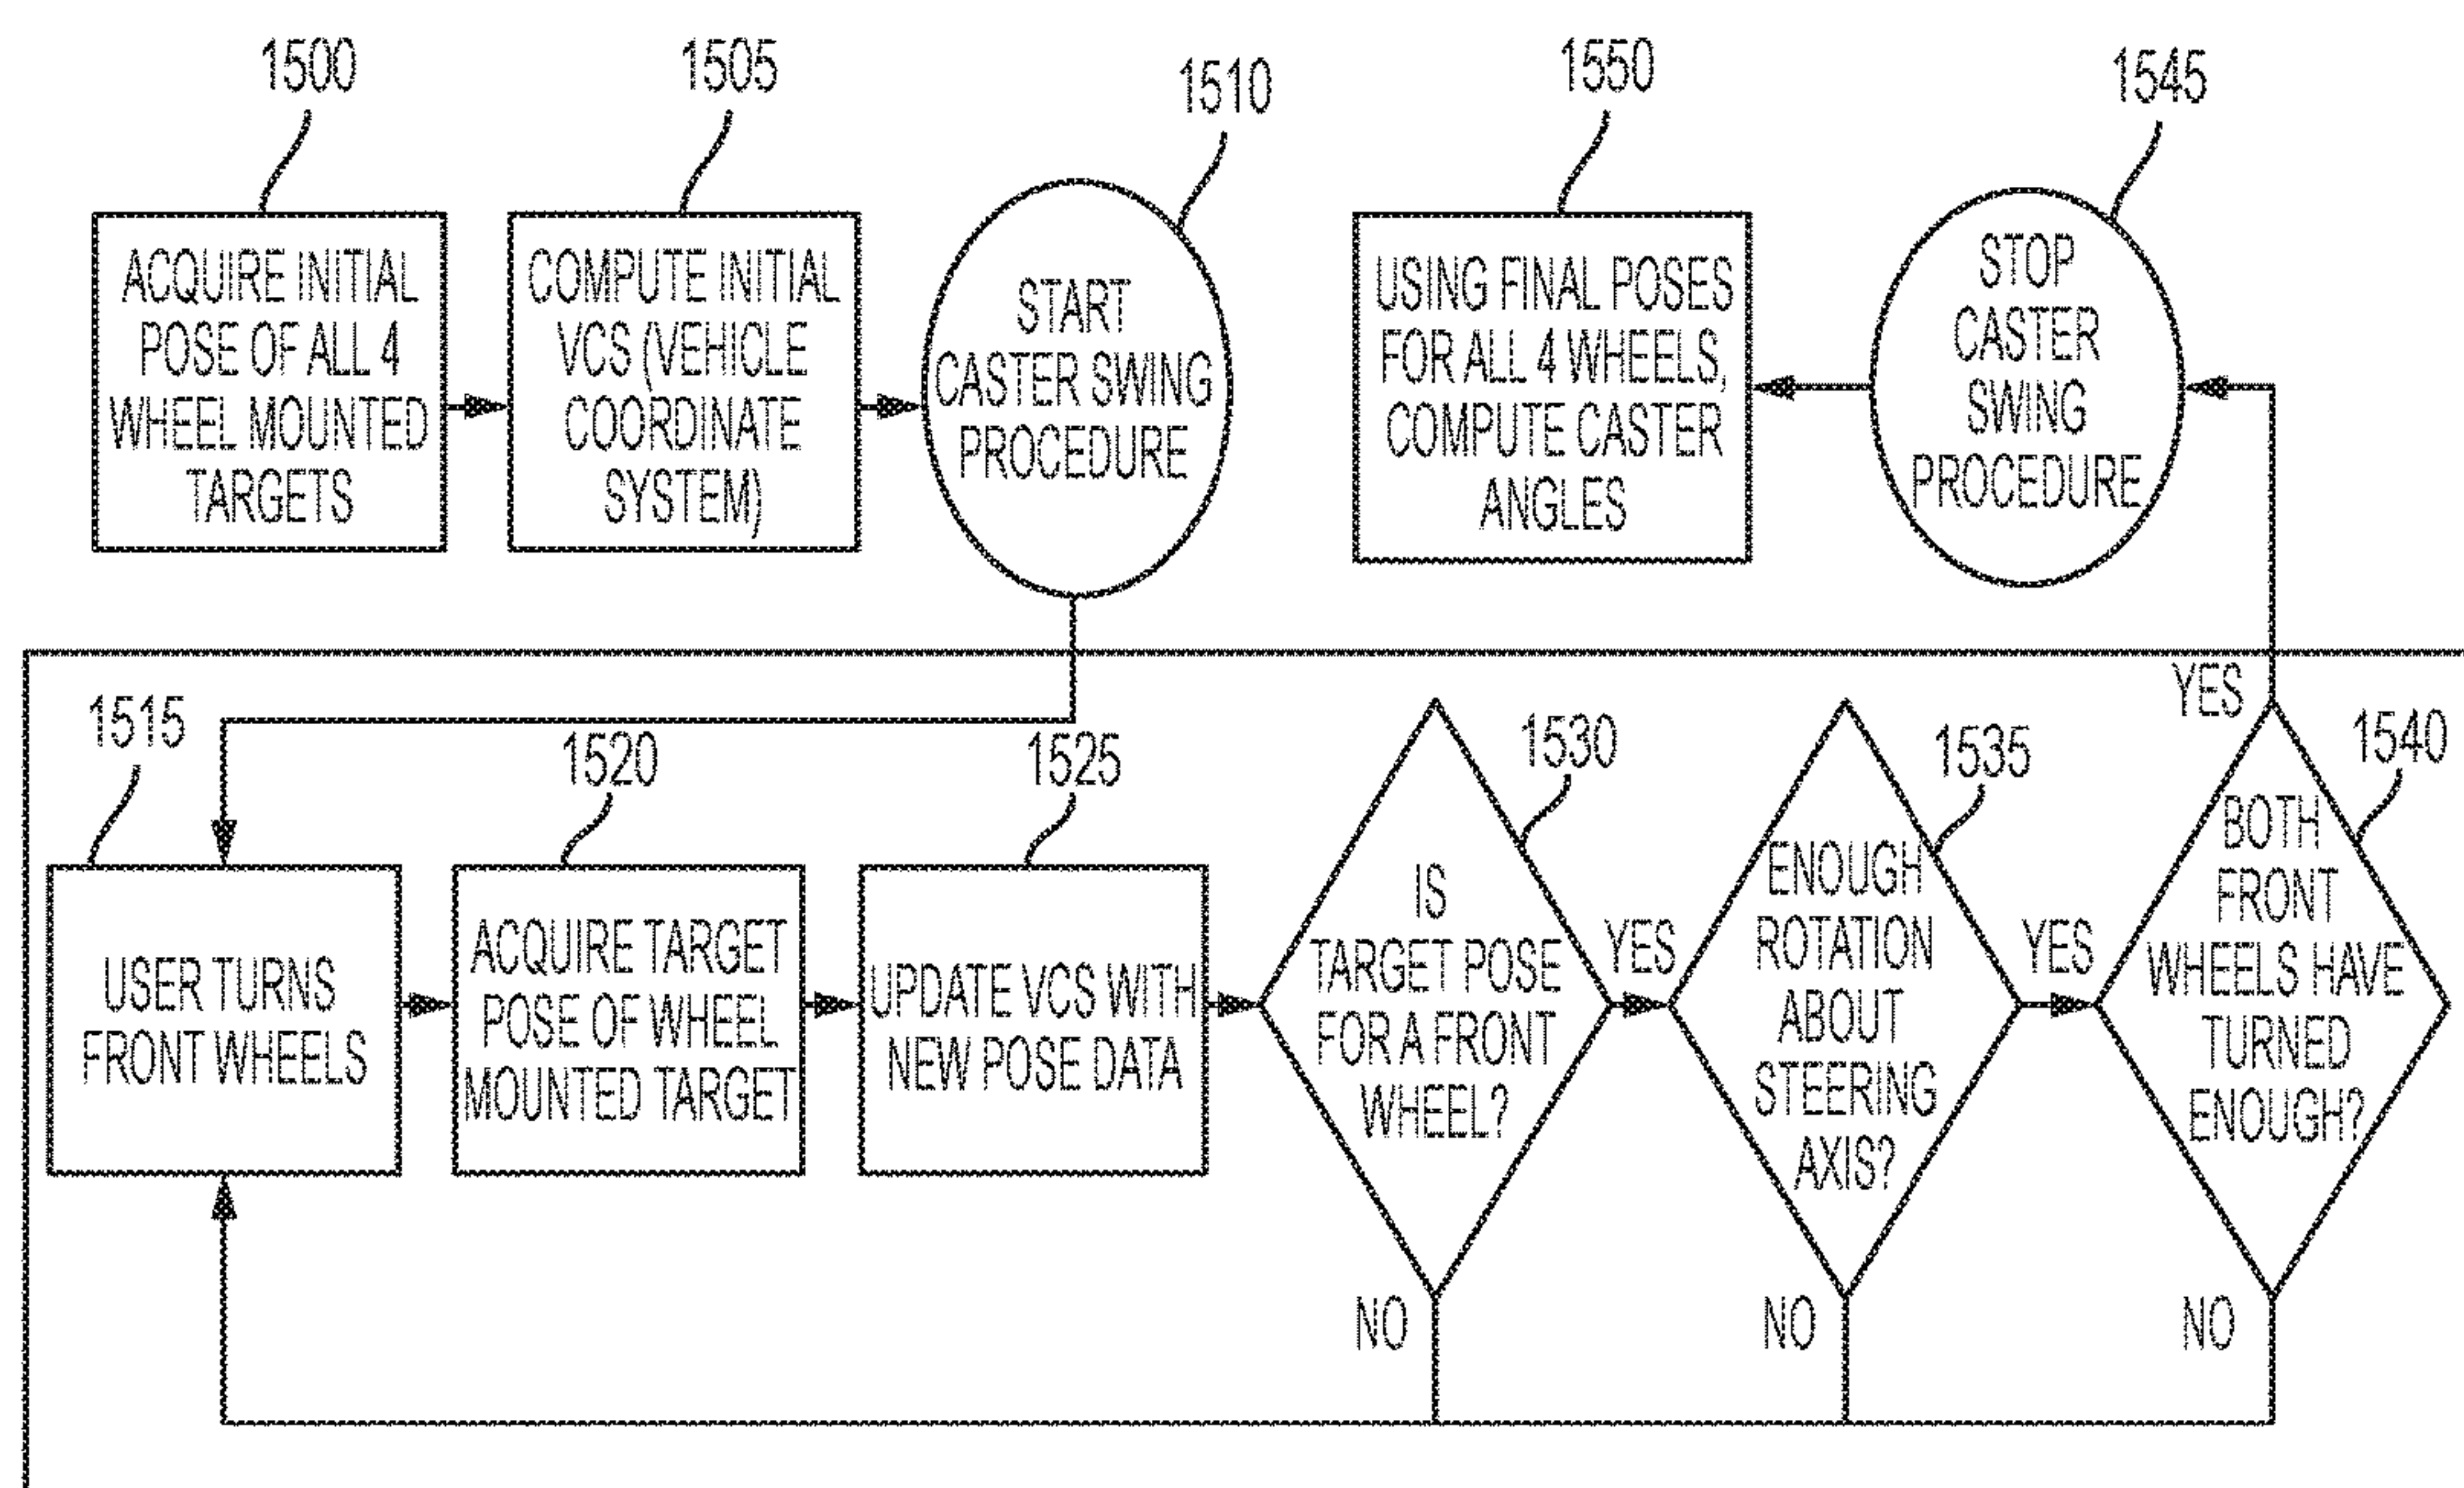 1500
1505
1510
1550
1545
ACQUIRE INITIAL
POSE OF ALL 4
WHEEL MOUNTED
TARGETS
COMPUTE INITIAL
VCS (VEHICLE
COORDINATE
SYSTEM)
START
CASTER SWING
PROCEDURE
USING FINAL POSES
FOR ALL 4 WHEELS,
COMPUTE CASTER
ANGLES
STOP
CASTER
SWING
PROCEDURE
1515
1520
1525
1530
1535
YES
1540
USER TURNS
FRONT WHEELS
ACQUIRE TARGET
POSE OF WHEEL
MOUNTED TARGET
UPDATE VCS WITH
NEW POSE DATA
IS
TARGET POSE
FOR A FRONT
WHEEL?
YES
ENOUGH
ROTATION
ABOUT
STEERING
AXIS?
YES
BOTH
FRONT
WHEELS HAVE
TURNED
ENOUGH?
NO
NO
NO